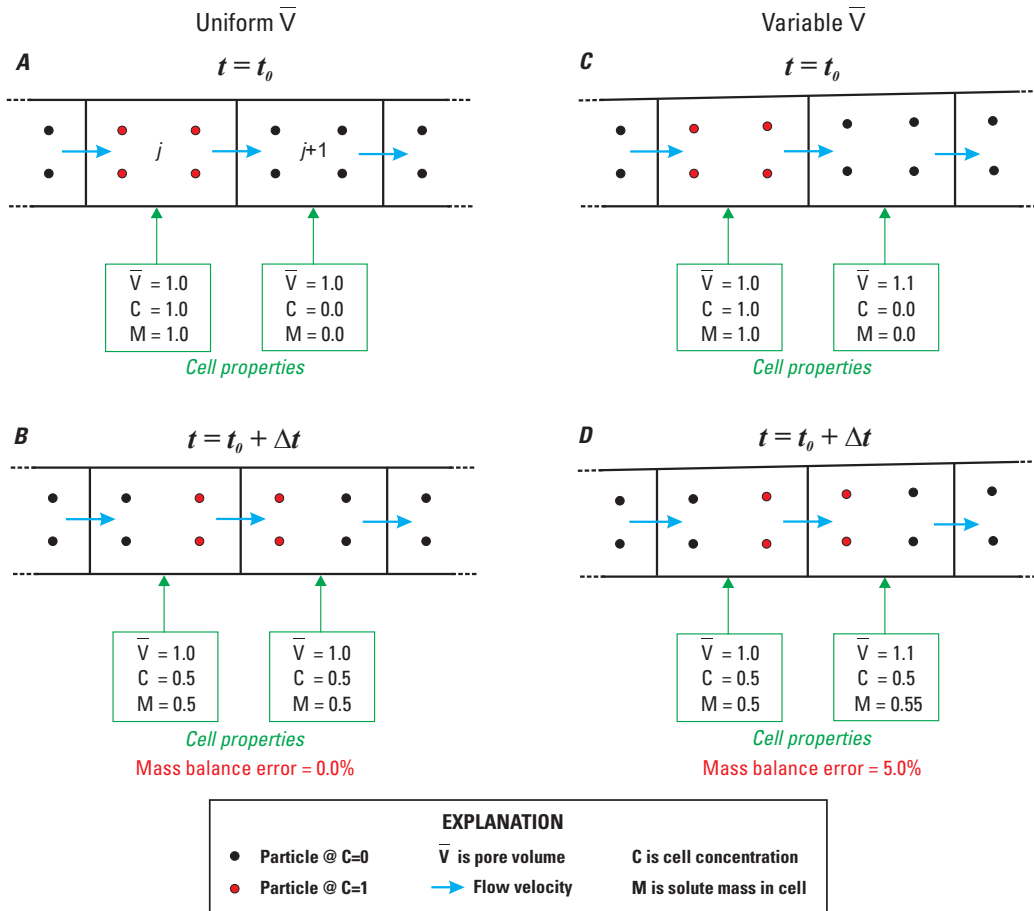 Uniform V̅
A
t = t₀
j
j+1
V̅ = 1.0
C = 1.0
M = 1.0
V̅ = 1.0
C = 0.0
M = 0.0
Cell properties
B
t = t₀ + Δt
V̅ = 1.0
C = 0.5
M = 0.5
V̅ = 1.0
C = 0.5
M = 0.5
Cell properties
Mass balance error = 0.0%
Variable V̅
C
t = t₀
V̅ = 1.0
C = 1.0
M = 1.0
V̅ = 1.1
C = 0.0
M = 0.0
Cell properties
D
t = t₀ + Δt
V̅ = 1.0
C = 0.5
M = 0.5
V̅ = 1.1
C = 0.5
M = 0.55
Cell properties
Mass balance error = 5.0%
EXPLANATION
Particle @ C=0
Particle @ C=1
V̅ is pore volume
Flow velocity
C is cell concentration
M is solute mass in cell